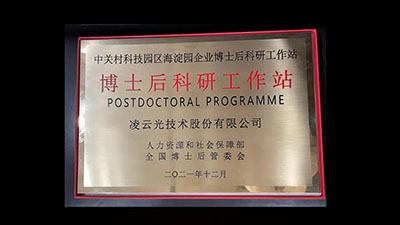 中关村科技园区海淀园企业博士后科研工作站
博士后科研工作站
POSTDOCTORAL PROGRAMME
凌云光技术股份有限公司
人力资源和社会保障部
全国博士后管委会
二〇二一年十二月